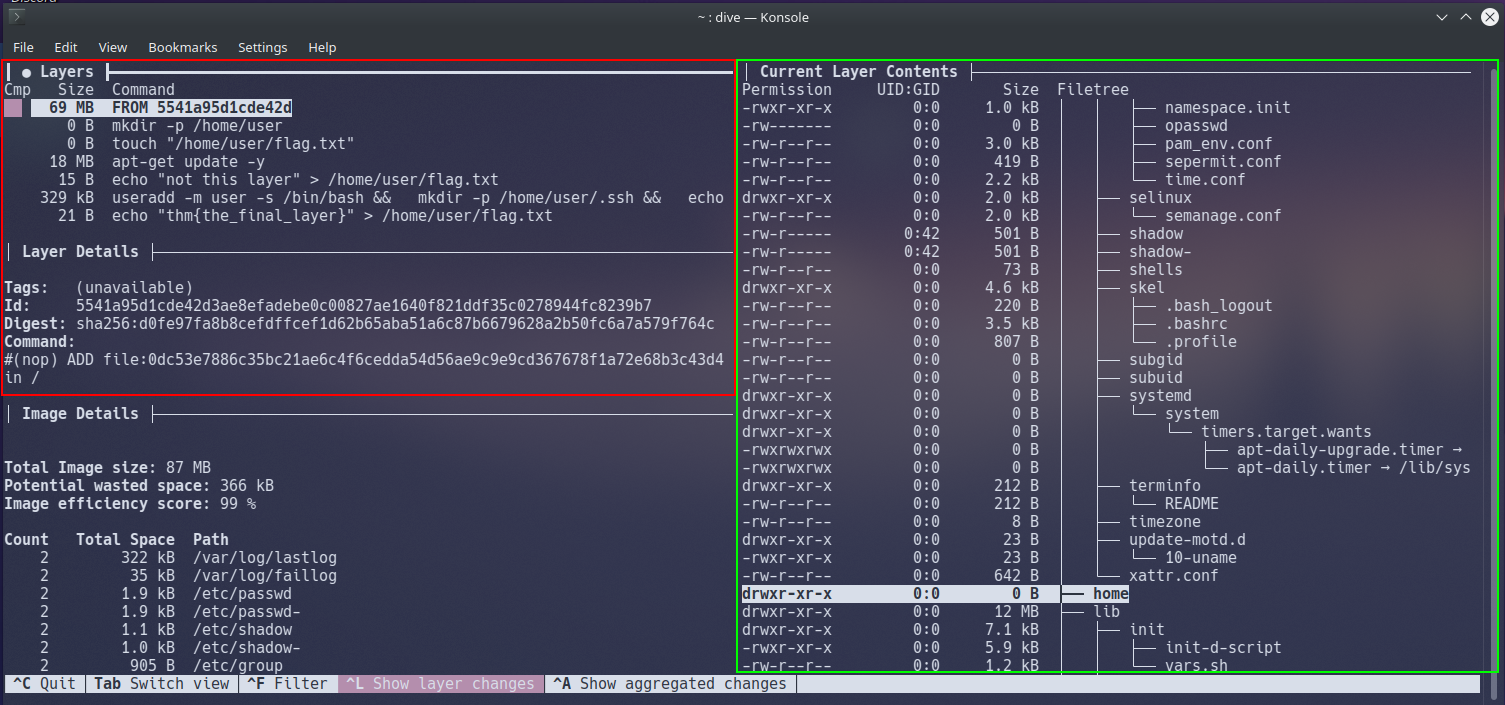 Discord
~ : dive — Konsole
File Edit View Bookmarks Settings Help
│ ● Layers ├
Cmp Size Command
69 MB FROM 5541a95d1cde42d
0 B mkdir -p /home/user
0 B touch "/home/user/flag.txt"
18 MB apt-get update -y
15 B echo "not this layer" > /home/user/flag.txt
329 kB useradd -m user -s /bin/bash && mkdir -p /home/user/.ssh && echo
21 B echo "thm{the_final_layer}" > /home/user/flag.txt
│ Layer Details ├
Tags: (unavailable)
Id: 5541a95d1cde42d3ae8efadebe0c00827ae1640f821ddf35c0278944fc8239b7
Digest: sha256:d0fe97fa8b8cefdffcef1d62b65aba51a6c87b6679628a2b50fc6a7a579f764c
Command:
#(nop) ADD file:0dc53e7886c35bc21ae6c4f6cedda54d56ae9c9e9cd367678f1a72e68b3c43d4
in /
│ Image Details ├
Total Image size: 87 MB
Potential wasted space: 366 kB
Image efficiency score: 99 %
Count Total Space Path
2 322 kB /var/log/lastlog
2 35 kB /var/log/faillog
2 1.9 kB /etc/passwd
2 1.9 kB /etc/passwd-
2 1.1 kB /etc/shadow
2 1.0 kB /etc/shadow-
2 905 B /etc/group
│ Current Layer Contents ├
Permission UID:GID Size Filetree
-rwxr-xr-x 0:0 1.0 kB │ │ ├── namespace.init
-rw------- 0:0 0 B │ │ ├── opasswd
-rw-r--r-- 0:0 3.0 kB │ │ ├── pam_env.conf
-rw-r--r-- 0:0 419 B │ │ ├── sepermit.conf
-rw-r--r-- 0:0 2.2 kB │ │ └── time.conf
drwxr-xr-x 0:0 2.0 kB │ ├── selinux
-rw-r--r-- 0:0 2.0 kB │ │ └── semanage.conf
-rw-r----- 0:42 501 B │ ├── shadow
-rw-r----- 0:42 501 B │ ├── shadow-
-rw-r--r-- 0:0 73 B │ ├── shells
drwxr-xr-x 0:0 4.6 kB │ ├── skel
-rw-r--r-- 0:0 220 B │ │ ├── .bash_logout
-rw-r--r-- 0:0 3.5 kB │ │ ├── .bashrc
-rw-r--r-- 0:0 807 B │ │ └── .profile
-rw-r--r-- 0:0 0 B │ ├── subgid
-rw-r--r-- 0:0 0 B │ ├── subuid
drwxr-xr-x 0:0 0 B │ ├── systemd
drwxr-xr-x 0:0 0 B │ │ └── system
drwxr-xr-x 0:0 0 B │ │ └── timers.target.wants
-rwxrwxrwx 0:0 0 B │ │ ├── apt-daily-upgrade.timer →
-rwxrwxrwx 0:0 0 B │ │ └── apt-daily.timer → /lib/sys
drwxr-xr-x 0:0 212 B │ ├── terminfo
-rw-r--r-- 0:0 212 B │ │ └── README
-rw-r--r-- 0:0 8 B │ ├── timezone
drwxr-xr-x 0:0 23 B │ ├── update-motd.d
-rwxr-xr-x 0:0 23 B │ │ └── 10-uname
-rw-r--r-- 0:0 642 B │ └── xattr.conf
drwxr-xr-x 0:0 0 B ├── home
drwxr-xr-x 0:0 12 MB ├── lib
drwxr-xr-x 0:0 7.1 kB │ ├── init
-rw-r--r-- 0:0 5.9 kB │ │ ├── init-d-script
-rw-r--r-- 0:0 1.2 kB │ │ └── vars.sh
^C Quit │ Tab Switch view │ ^F Filter ^L Show layer changes │ ^A Show aggregated changes │